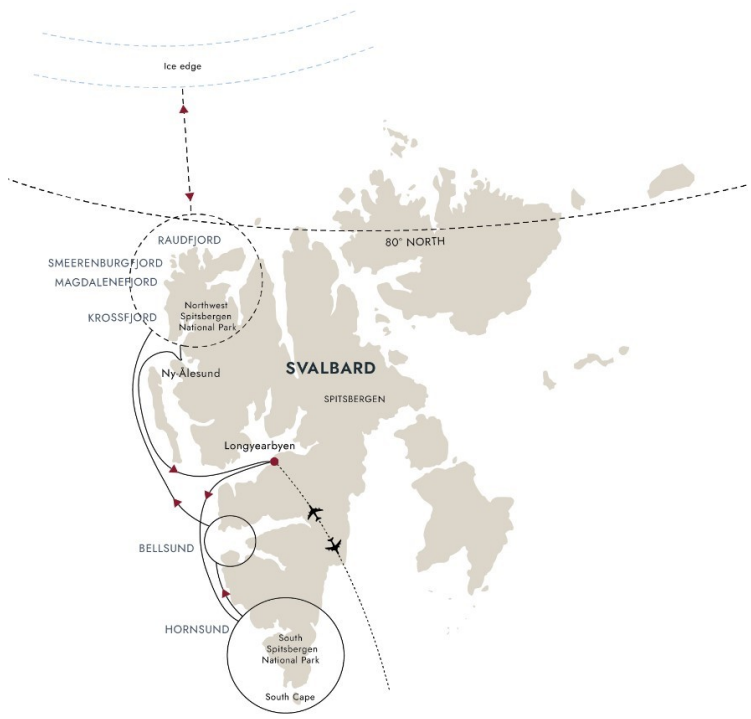 Ice edge
80° NORTH
RAUDFJORD
SMEERENBURGFJORD
MAGDALENEFJORD
KROSSFJORD
Northwest
Spitsbergen
National Park
Ny-Ålesund
SVALBARD
SPITSBERGEN
Longyearbyen
BELLSUND
HORNSUND
South
Spitsbergen
National Park
South Cape